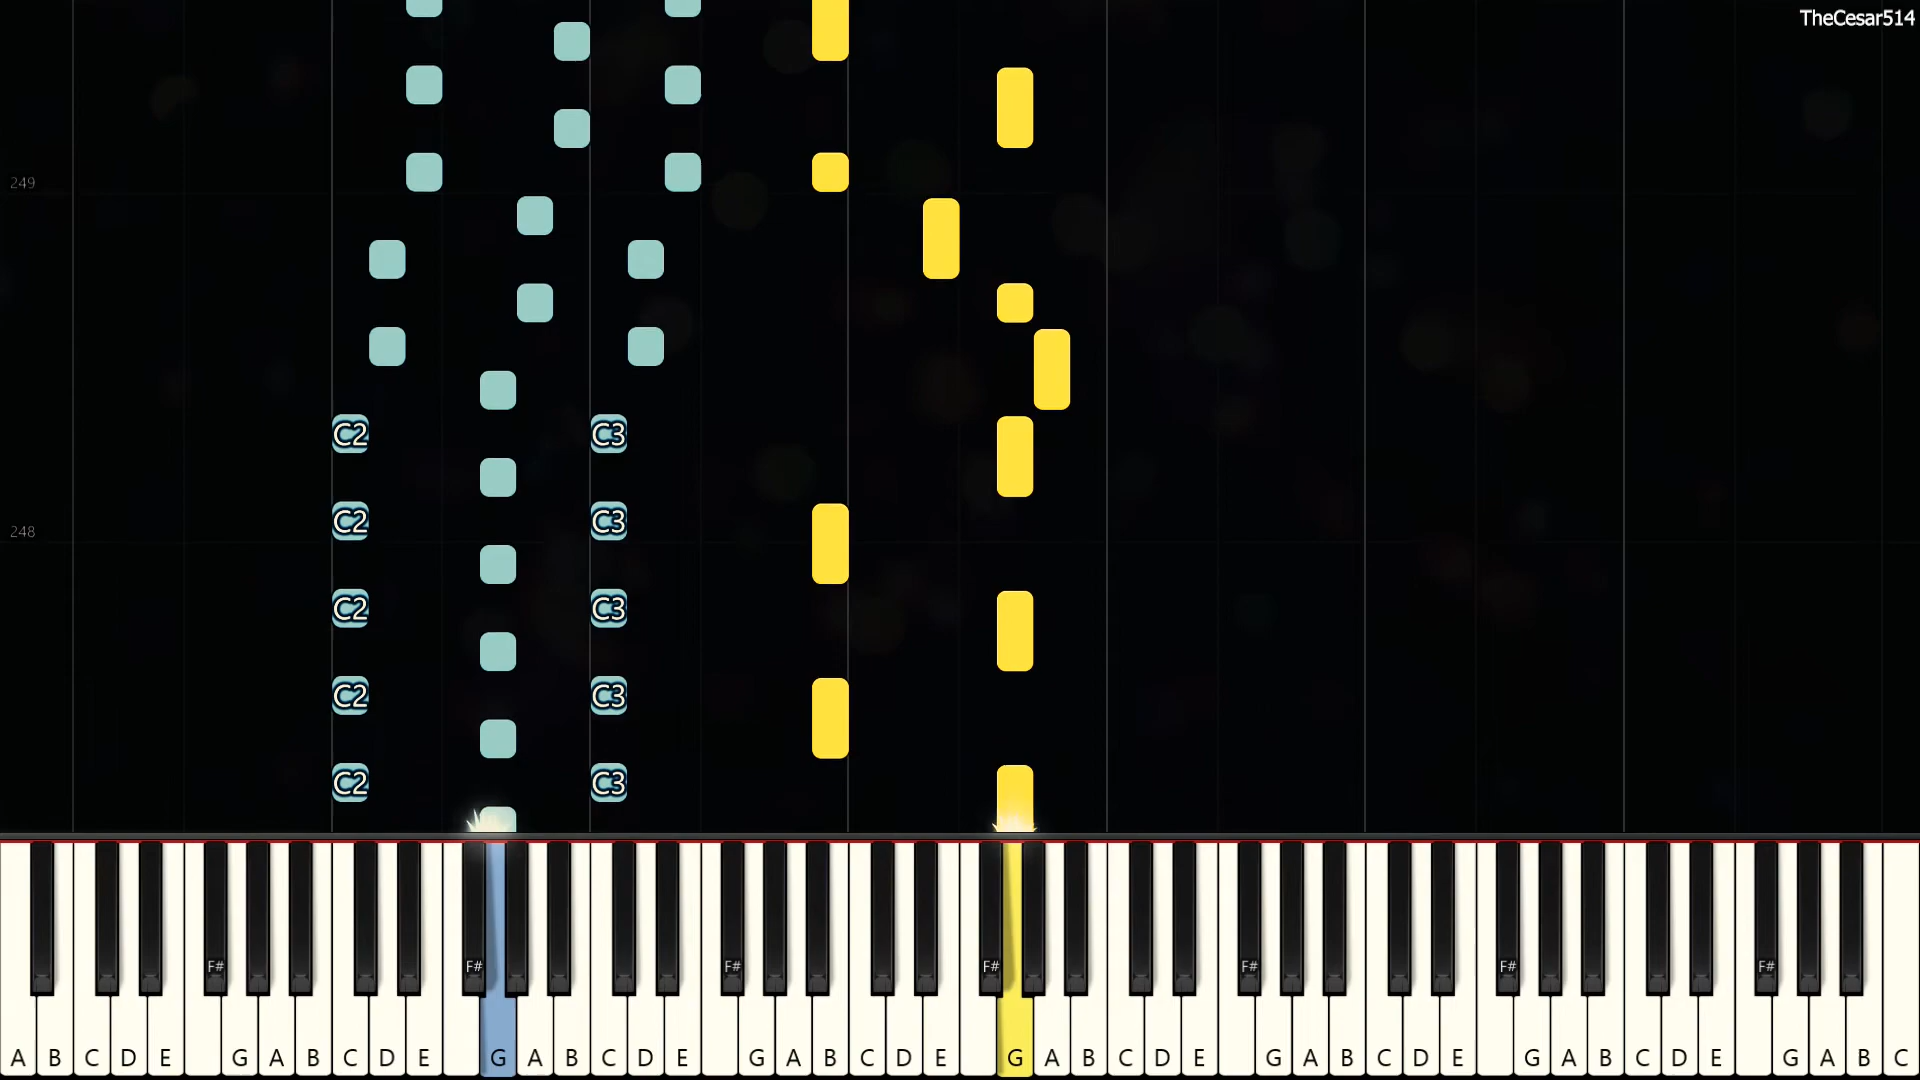 TheCesar514
249
C2 C3
248
C2 C3
C2 C3
C2 C3
C2 C3
F# F# F# F# F# F# F#
A B C D E G A B C D E G A B C D E G A B C D E G A B C D E G A B C D E G A B C D E G A B C